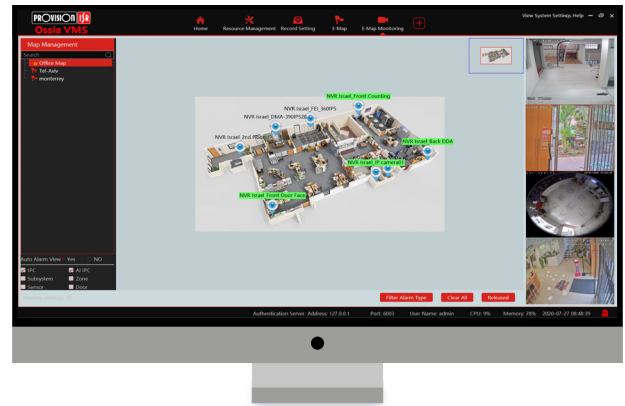 PROVISION ISR
Ossia VMS
Home
Resource Management
Record Setting
E-Map
E-Map Monitoring
View System Settings Help
Map Management
Search
Office Map
Tel-Aviv
monterrey
NVR Israel_Front Counting
NVR Israel_FEI_360IP5
NVR Israel_DMA-390IP528
NVR Israel_2nd Floor
NVR Israel_Back DDA
NVR Israel_IP camera01
NVR Israel_Front Door Face
Auto Alarm View Yes NO
IPC AI IPC
Subsystem Zone
Sensor Door
Filter Alarm Type Clear All Released
Authentication Server Address: 127.0.0.1 Port: 6003 User Name: admin CPU: 9% Memory: 78% 2020-07-27 08:48:39